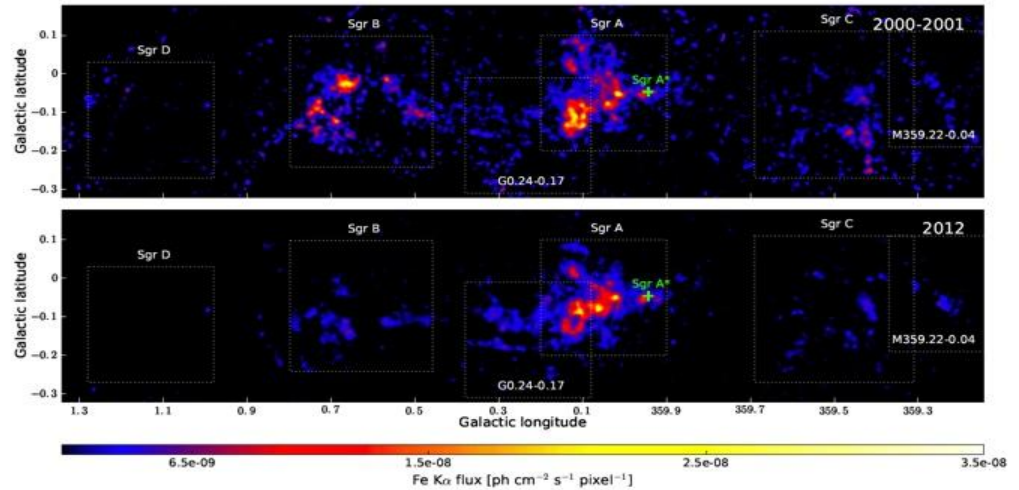 Sgr D
Sgr B
Sgr A
Sgr C
2000-2001
Sgr A*
M359.22-0.04
G0.24-0.17
Galactic latitude
0.1
0
−0.1
−0.2
−0.3
Sgr D
Sgr B
Sgr A
Sgr C
2012
Sgr A*
M359.22-0.04
G0.24-0.17
Galactic latitude
0.1
0
−0.1
−0.2
−0.3
1.3 1.1 0.9 0.7 0.5 0.3 0.1 359.9 359.7 359.5 359.3
Galactic longitude
6.5e-09 1.5e-08 2.5e-08 3.5e-08
Fe Kα flux [ph cm⁻² s⁻¹ pixel⁻¹]